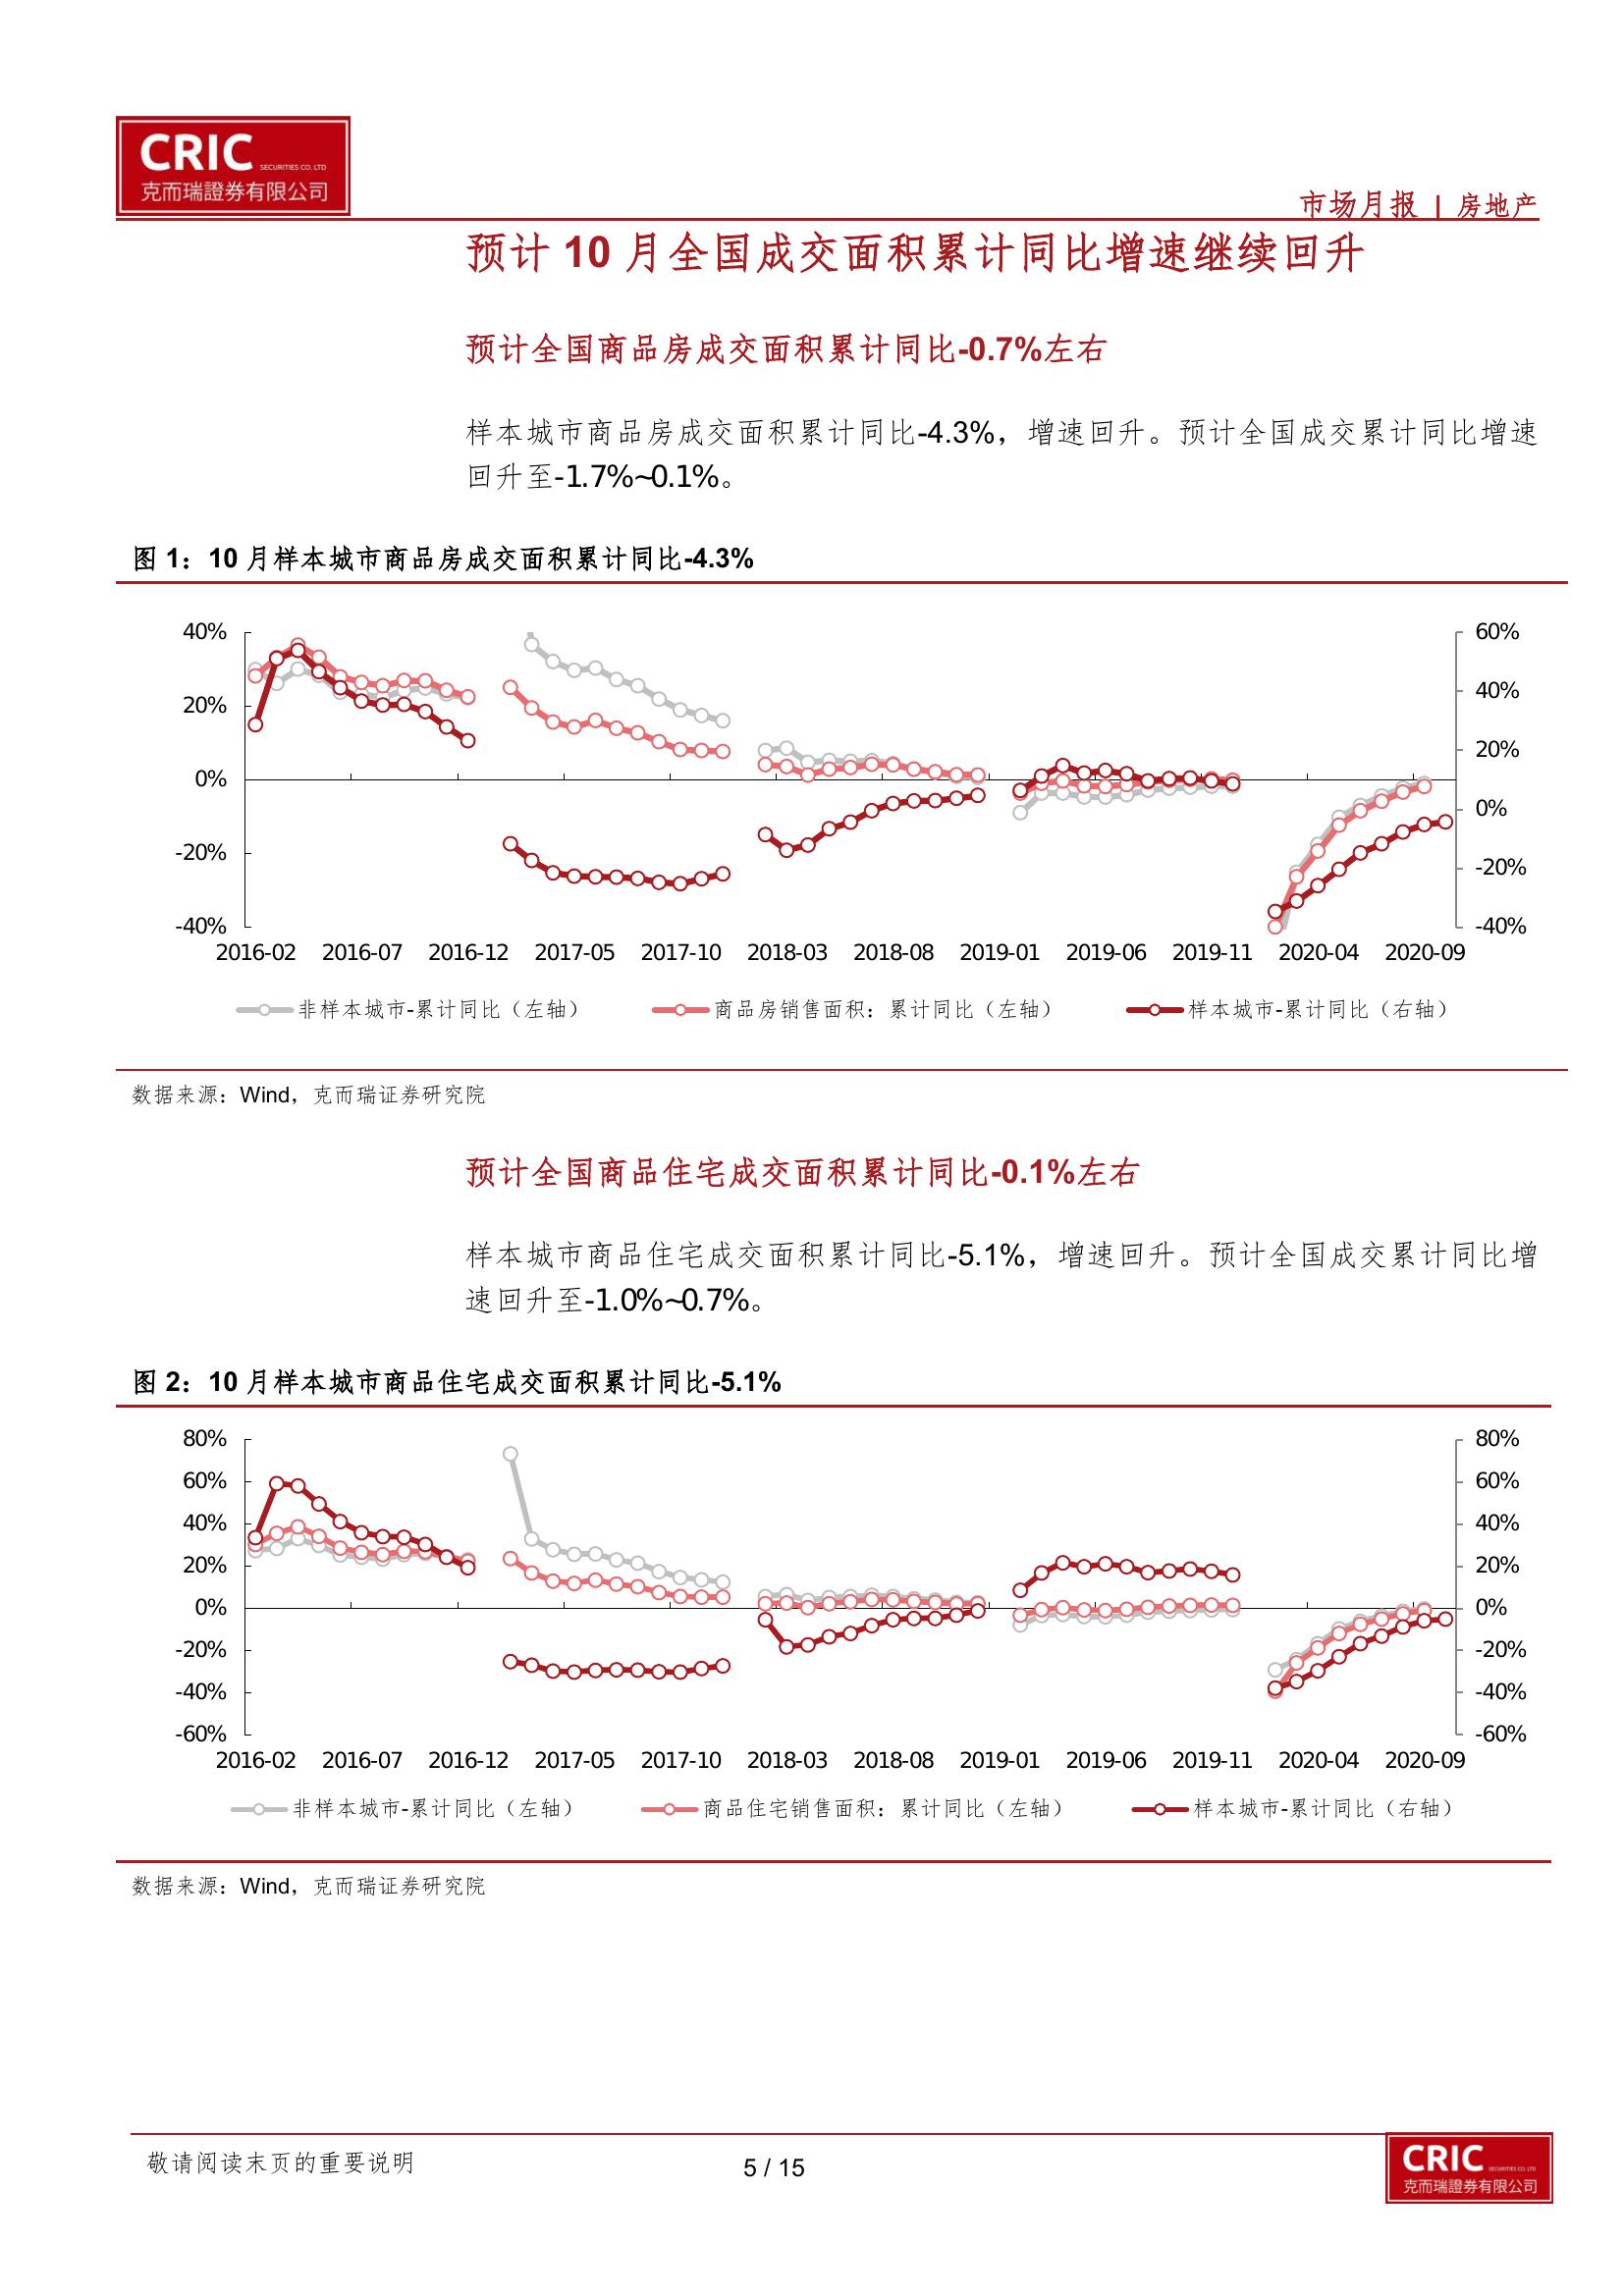 CRIC
SECURITIES CO. LTD
克而瑞證券有限公司
市场月报 | 房地产
预计 10 月全国成交面积累计同比增速继续回升
预计全国商品房成交面积累计同比-0.7%左右
样本城市商品房成交面积累计同比-4.3%，增速回升。预计全国成交累计同比增速
回升至-1.7%~0.1%。
图 1：10 月样本城市商品房成交面积累计同比-4.3%
40%
20%
0%
-20%
-40%
60%
40%
20%
0%
-20%
-40%
2016-02 2016-07 2016-12 2017-05 2017-10 2018-03 2018-08 2019-01 2019-06 2019-11 2020-04 2020-09
非样本城市-累计同比（左轴） 商品房销售面积：累计同比（左轴） 样本城市-累计同比（右轴）
数据来源：Wind，克而瑞证券研究院
预计全国商品住宅成交面积累计同比-0.1%左右
样本城市商品住宅成交面积累计同比-5.1%，增速回升。预计全国成交累计同比增
速回升至-1.0%~0.7%。
图 2：10 月样本城市商品住宅成交面积累计同比-5.1%
80%
60%
40%
20%
0%
-20%
-40%
-60%
80%
60%
40%
20%
0%
-20%
-40%
-60%
2016-02 2016-07 2016-12 2017-05 2017-10 2018-03 2018-08 2019-01 2019-06 2019-11 2020-04 2020-09
非样本城市-累计同比（左轴） 商品住宅销售面积：累计同比（左轴） 样本城市-累计同比（右轴）
数据来源：Wind，克而瑞证券研究院
敬请阅读末页的重要说明
5 / 15
CRIC
SECURITIES CO. LTD
克而瑞證券有限公司